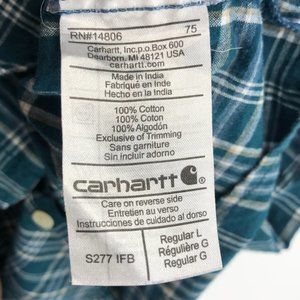 RN#14806 75
Carhartt, Inc.p.o Box 600
Dearborn, MI 48121 USA
carhartt.com
Made in India
Fabriqué en Inde
Hecho en la India
100% Cotton
100% Coton
100% Algodón
Exclusive of Trimming
Sans garniture
Sin incluir adorno
carhartt
Care on reverse side
Entretien au verso
Instrucciones de cuidado al dorso
S277 IFB
Regular L
Régulière G
Regular G